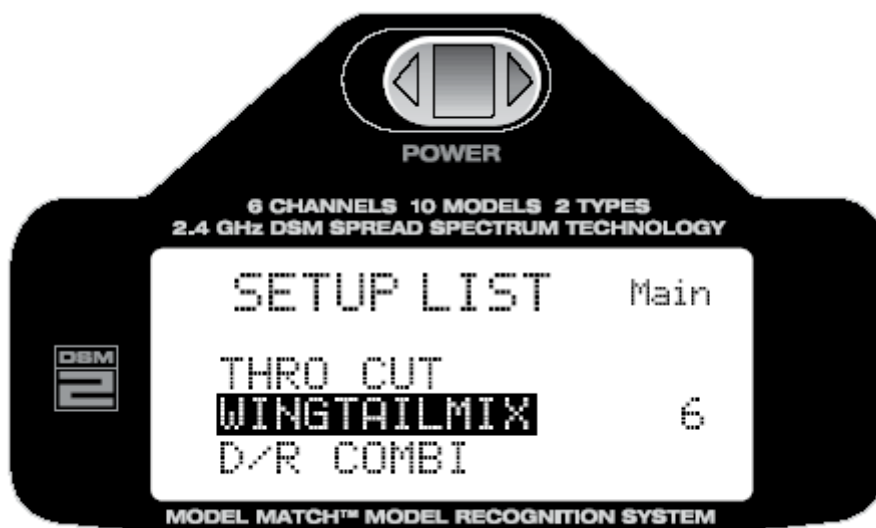 POWER
6 CHANNELS 10 MODELS 2 TYPES
2.4 GHz DSM SPREAD SPECTRUM TECHNOLOGY
SETUP LIST Main
THRO CUT
WINGTAILMIX 6
D/R COMBI
DSM
2
MODEL MATCH™ MODEL RECOGNITION SYSTEM